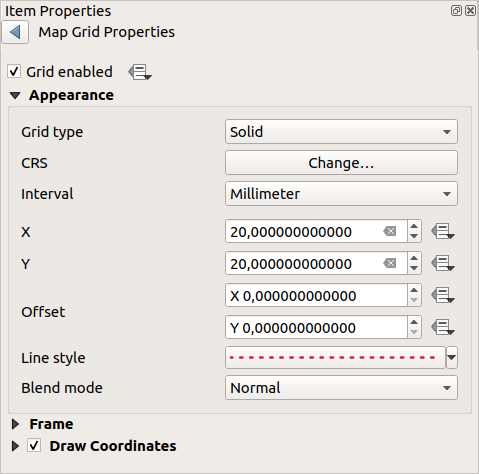 Item Properties
Map Grid Properties
Grid enabled
Appearance
Grid type Solid
CRS Change...
Interval Millimeter
X 20,000000000000
Y 20,000000000000
Offset X 0,000000000000
Y 0,000000000000
Line style
Blend mode Normal
Frame
Draw Coordinates